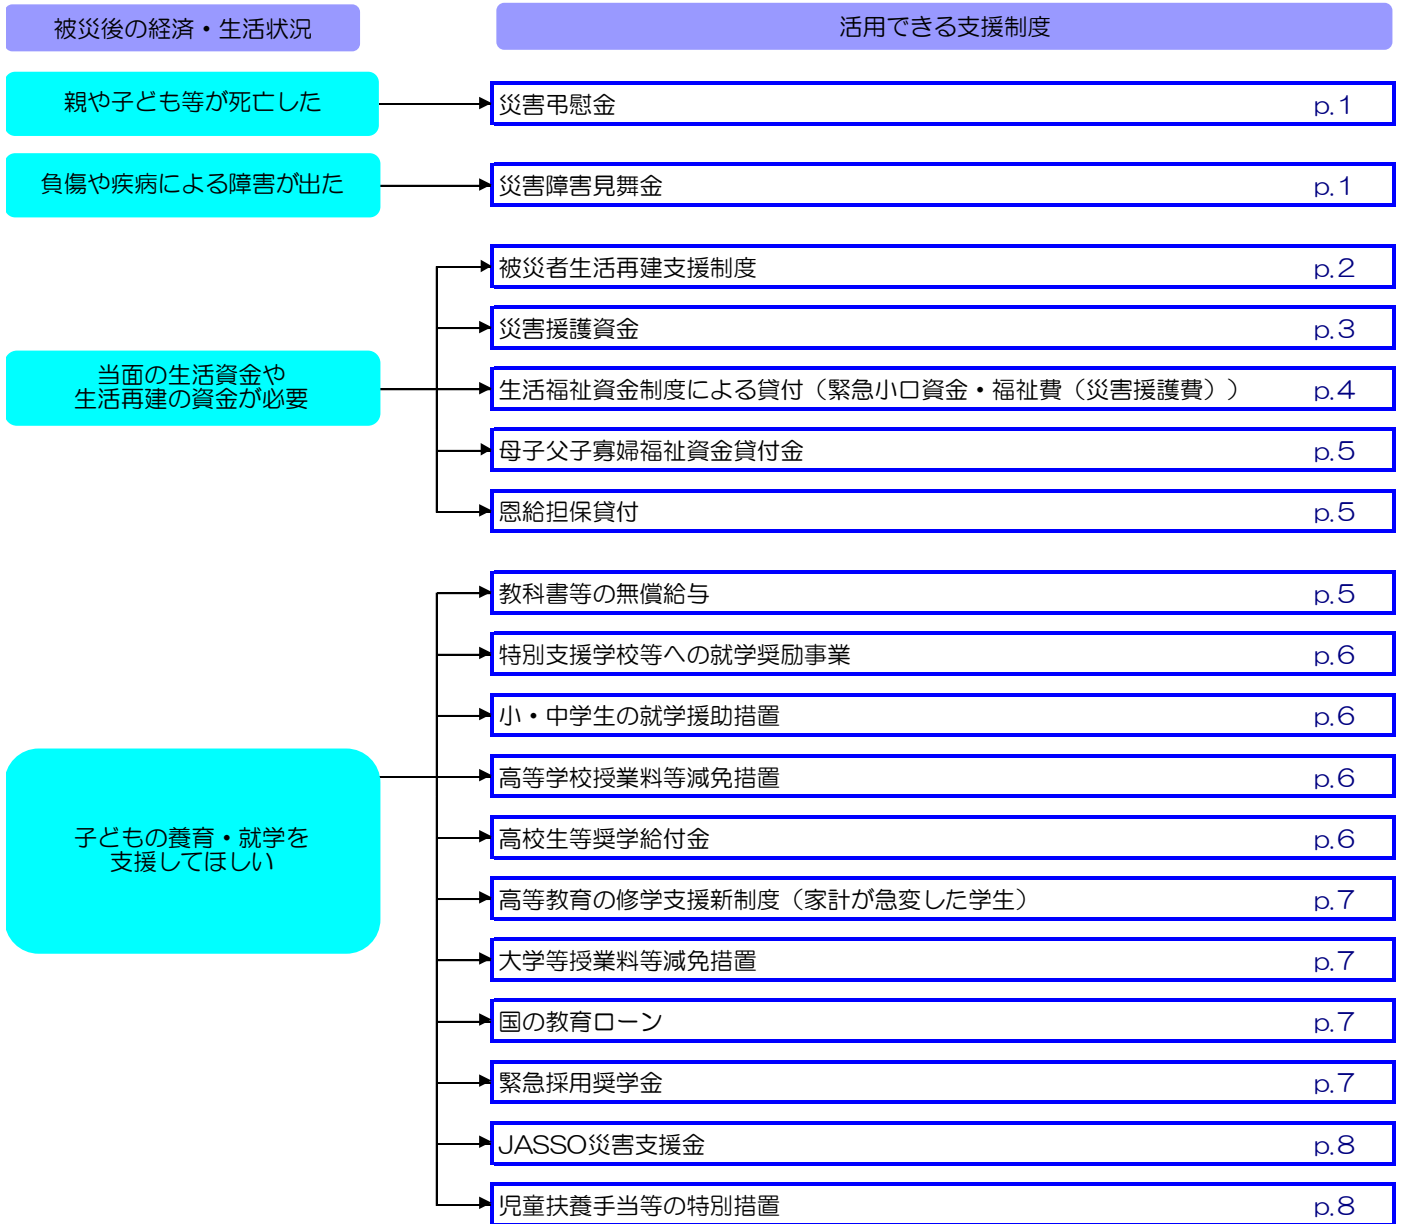 被災後の経済・生活状況
活用できる支援制度
親や子ども等が死亡した
災害弔慰金 p.1
負傷や疾病による障害が出た
災害障害見舞金 p.1
当面の生活資金や
生活再建の資金が必要
被災者生活再建支援制度 p.2
災害援護資金 p.3
生活福祉資金制度による貸付（緊急小口資金・福祉費（災害援護費）） p.4
母子父子寡婦福祉資金貸付金 p.5
恩給担保貸付 p.5
子どもの養育・就学を
支援してほしい
教科書等の無償給与 p.5
特別支援学校等への就学奨励事業 p.6
小・中学生の就学援助措置 p.6
高等学校授業料等減免措置 p.6
高校生等奨学給付金 p.6
高等教育の修学支援新制度（家計が急変した学生） p.7
大学等授業料等減免措置 p.7
国の教育ローン p.7
緊急採用奨学金 p.7
JASSO災害支援金 p.8
児童扶養手当等の特別措置 p.8